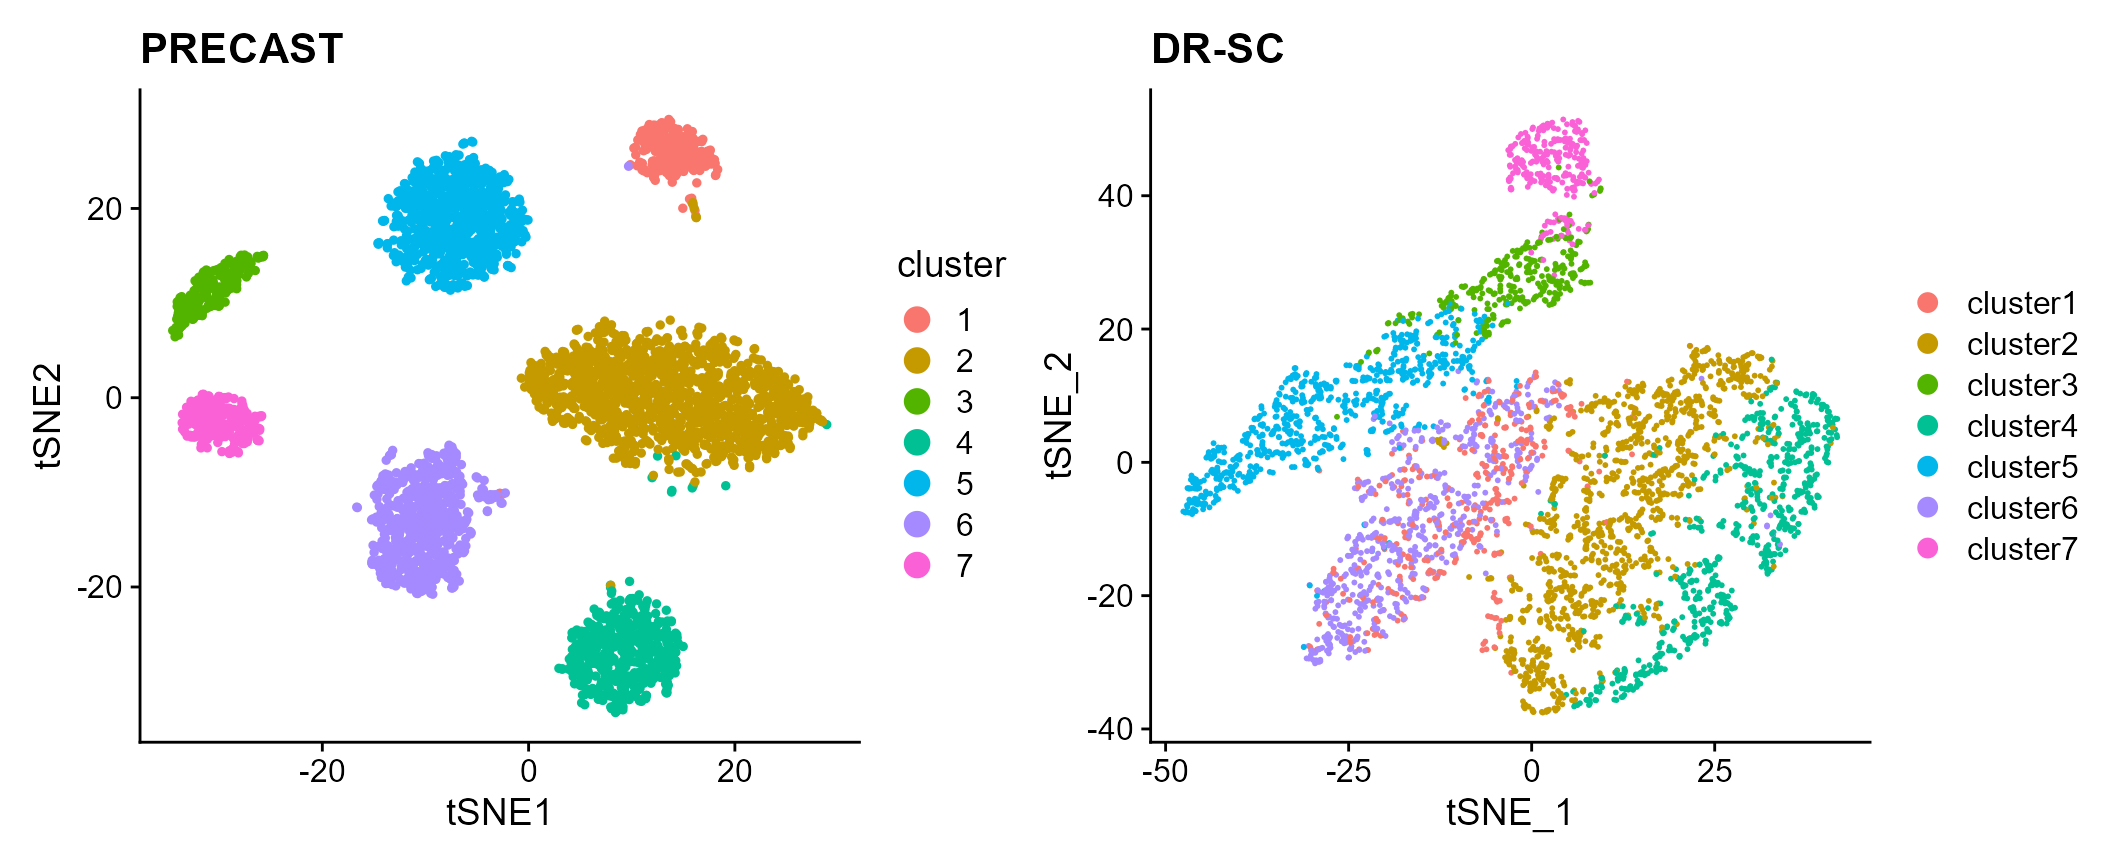 PRECAST
tSNE2
20
0
-20
-20
0
20
tSNE1
cluster
1
2
3
4
5
6
7
DR-SC
tSNE_2
40
20
0
-20
-40
-50
-25
0
25
tSNE_1
cluster1
cluster2
cluster3
cluster4
cluster5
cluster6
cluster7